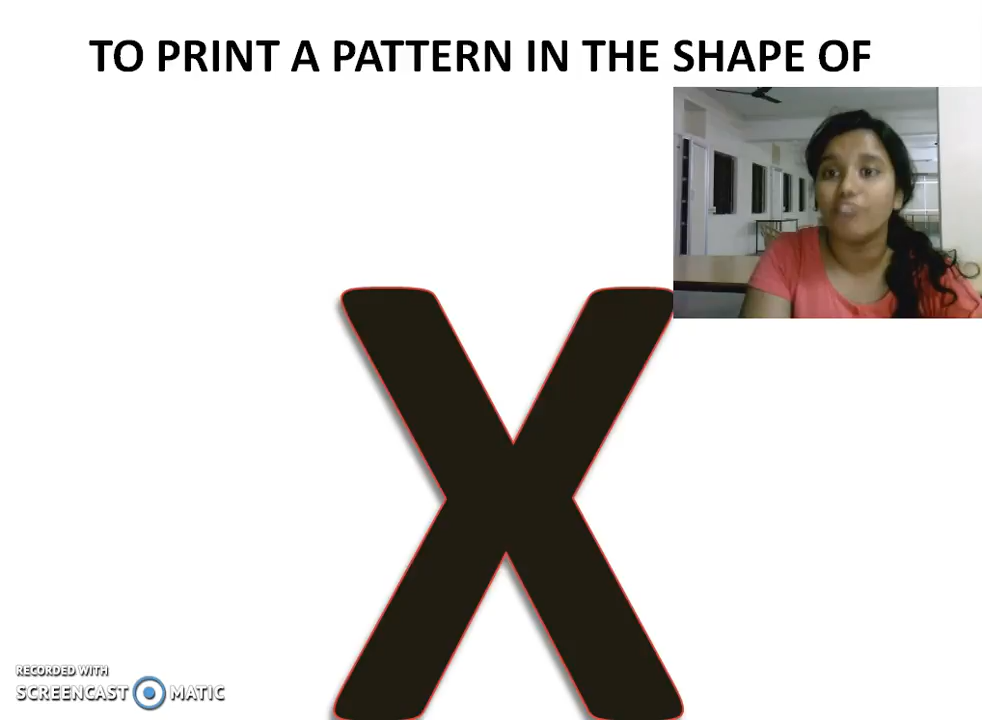 TO PRINT A PATTERN IN THE SHAPE OF
X
RECORDED WITH
SCREENCAST MATIC